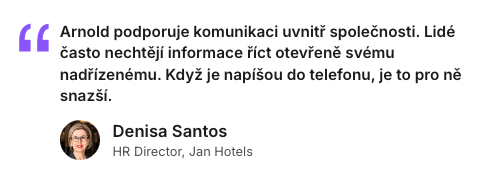 Arnold podporuje komunikaci uvnitř společnosti. Lidé
často nechtějí informace říct otevřeně svému
nadřízenému. Když je napíšou do telefonu, je to pro ně
snazší.
Denisa Santos
HR Director, Jan Hotels